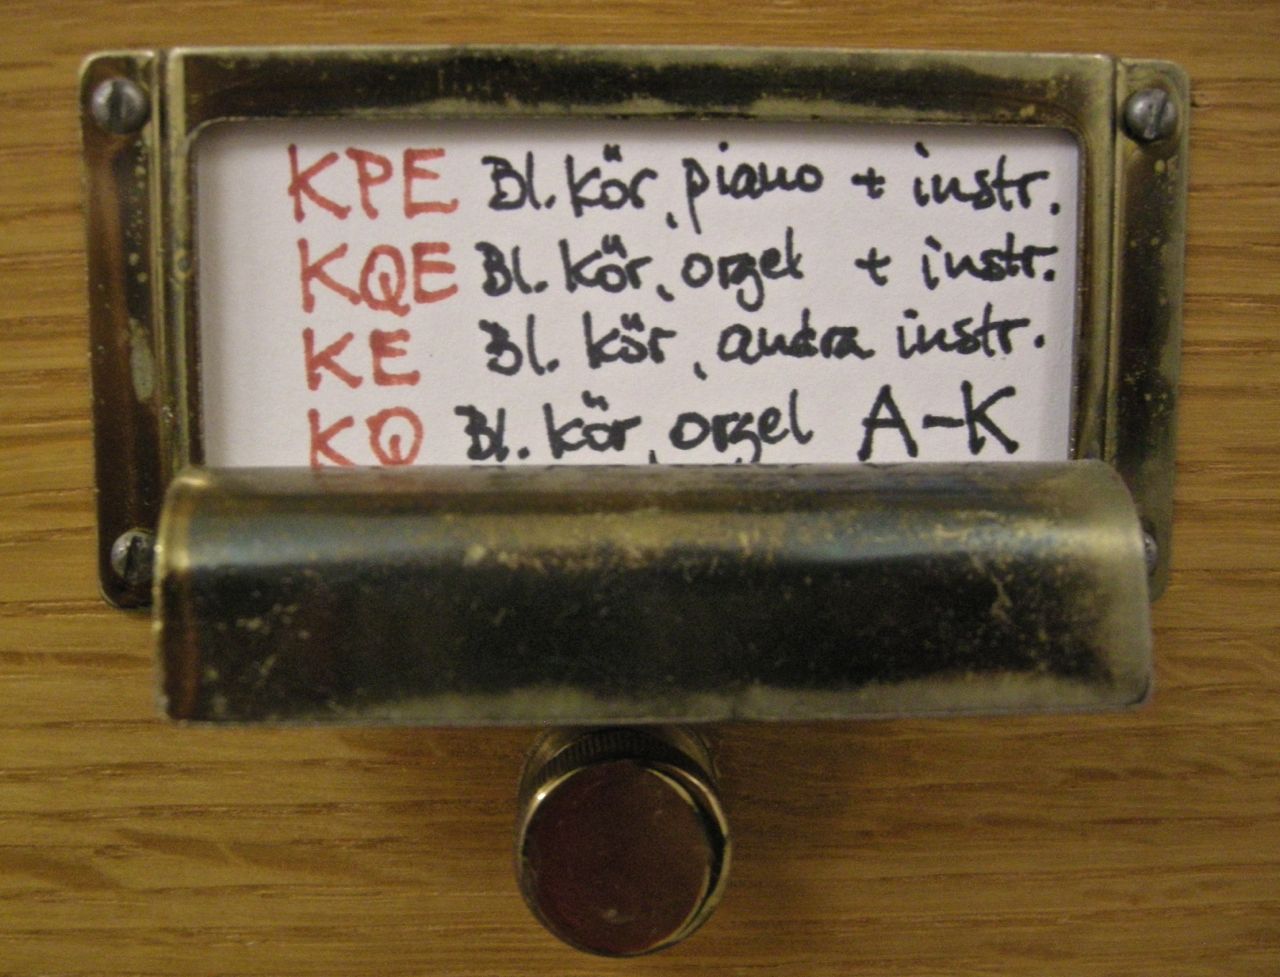 KPE Bl. kör, piano + instr.
KQE Bl. kör, orgel + instr.
KE Bl. kör, andra instr.
KQ Bl. kör, orgel A-K